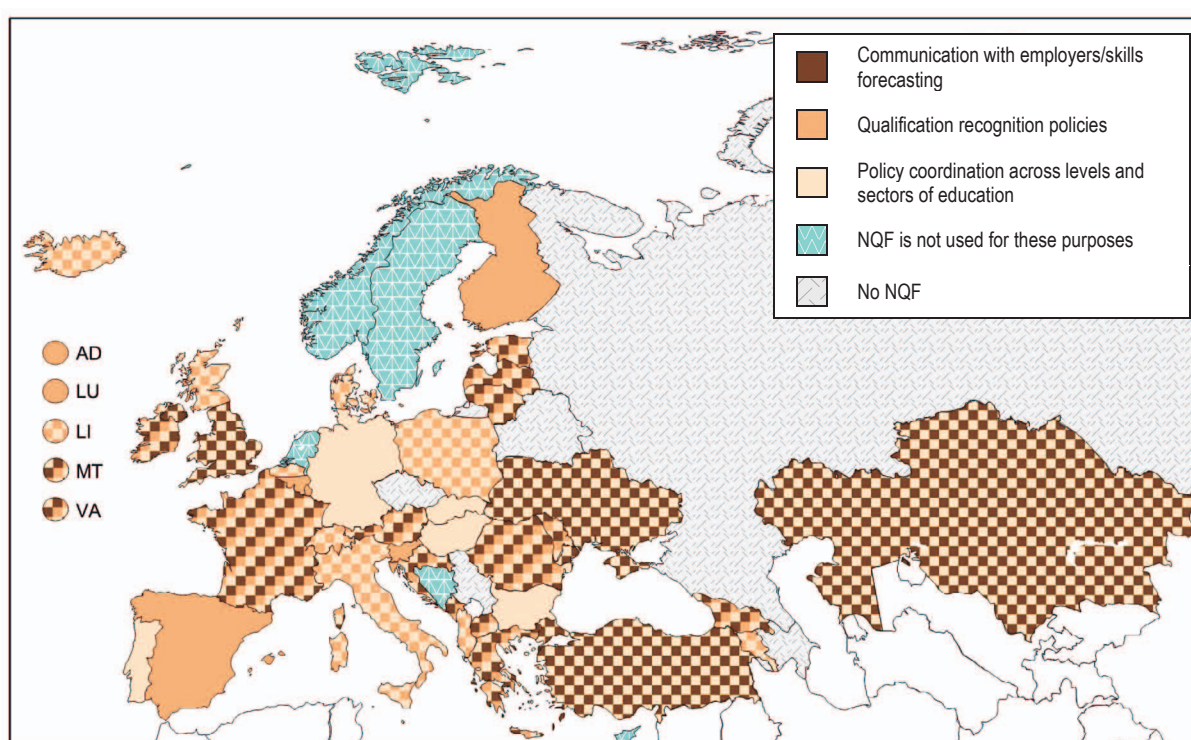 Communication with employers/skills
forecasting
Qualification recognition policies
Policy coordination across levels and
sectors of education
NQF is not used for these purposes
No NQF
AD
LU
LI
MT
VA